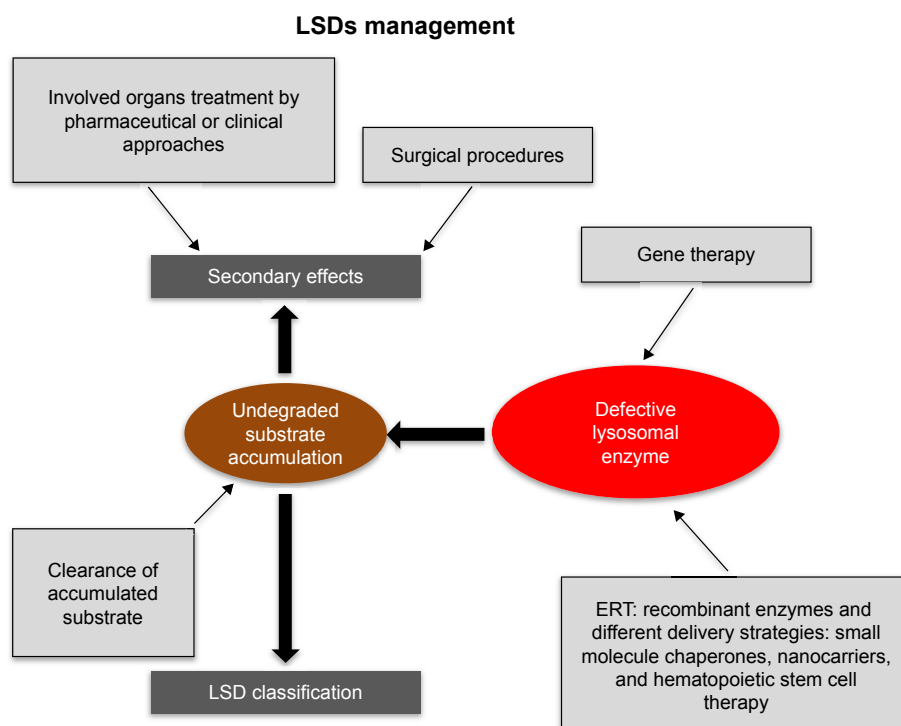 LSDs management
Involved organs treatment by
pharmaceutical or clinical
approaches
Surgical procedures
Secondary effects
Gene therapy
Undegraded
substrate
accumulation
Defective
lysosomal
enzyme
Clearance of
accumulated
substrate
ERT: recombinant enzymes and
different delivery strategies: small
molecule chaperones, nanocarriers,
and hematopoietic stem cell
therapy
LSD classification